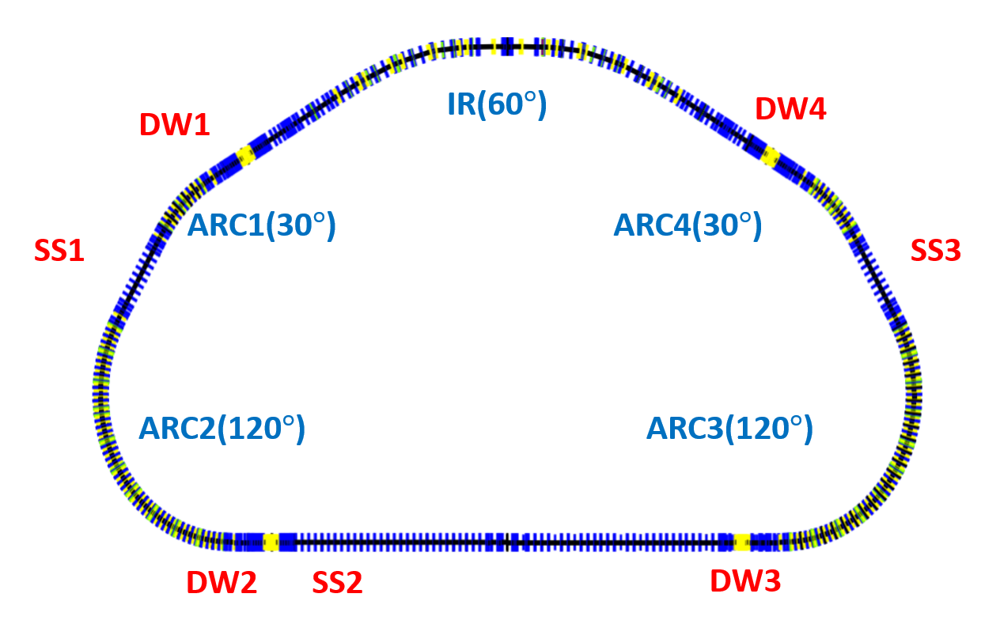 IR(60°)
DW1
DW4
ARC1(30°)
ARC4(30°)
SS1
SS3
ARC2(120°)
ARC3(120°)
DW2
SS2
DW3